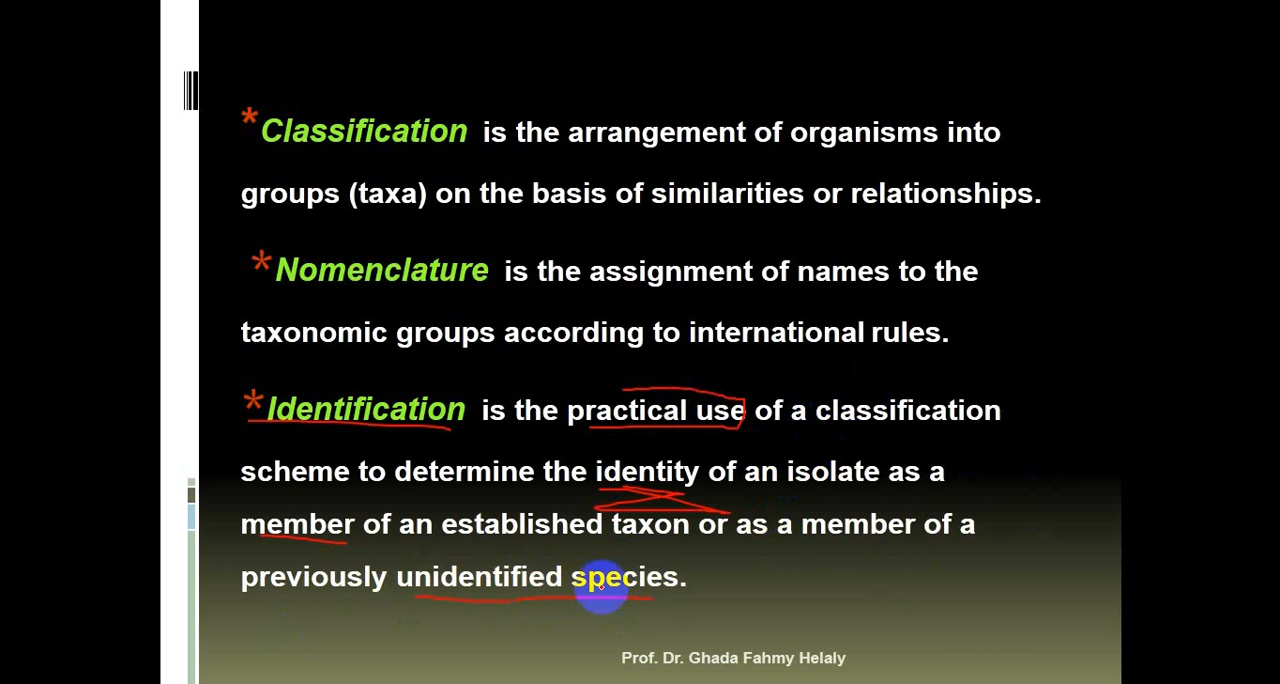 *Classification is the arrangement of organisms into
groups (taxa) on the basis of similarities or relationships.
*Nomenclature is the assignment of names to the
taxonomic groups according to international rules.
*Identification is the practical use of a classification
scheme to determine the identity of an isolate as a
member of an established taxon or as a member of a
previously unidentified species.
Prof. Dr. Ghada Fahmy Helaly